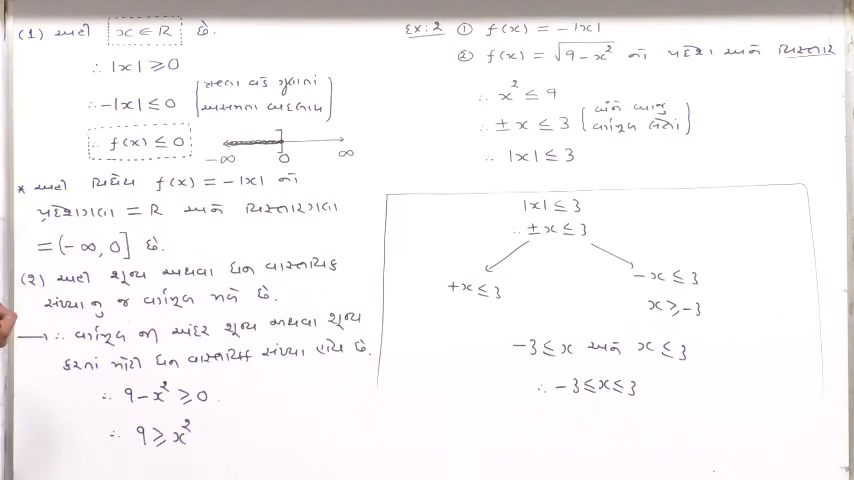 (1) અહીં x ∈ R છે.
∴ |x| ≥ 0
∴ -|x| ≤ 0 (સરતા વડે ગુણતાં અસમતા બદલાય)
∴ f(x) ≤ 0
-∞ 0 ∞
* અહીં વિધેય f(x) = -|x| નો
પ્રદેશગણ = R અને વિસ્તારગણ
= (-∞, 0] છે.
(૨) અહીં શૂન્ય અથવા ધન વાસ્તવિક
સંખ્યાનું જ વર્ગમૂળ મળે છે.
→ ∴ વર્ગમૂળ ની અંદર શૂન્ય અથવા શૂન્ય
કરતાં મોટી ધન વાસ્તવિક સંખ્યા હોય છે.
∴ 9 - x² ≥ 0
∴ 9 ≥ x²
Ex: 2 ① f(x) = -|x|
② f(x) = √9 - x² નો પ્રદેશ અને વિસ્તાર
∴ x² ≤ 9
∴ ± x ≤ 3 (બંને બાજુ વર્ગમૂળ લેતાં)
∴ |x| ≤ 3
|x| ≤ 3
∴ ± x ≤ 3
+x ≤ 3
-x ≤ 3
x ≥ -3
-3 ≤ x અને x ≤ 3
∴ -3 ≤ x ≤ 3